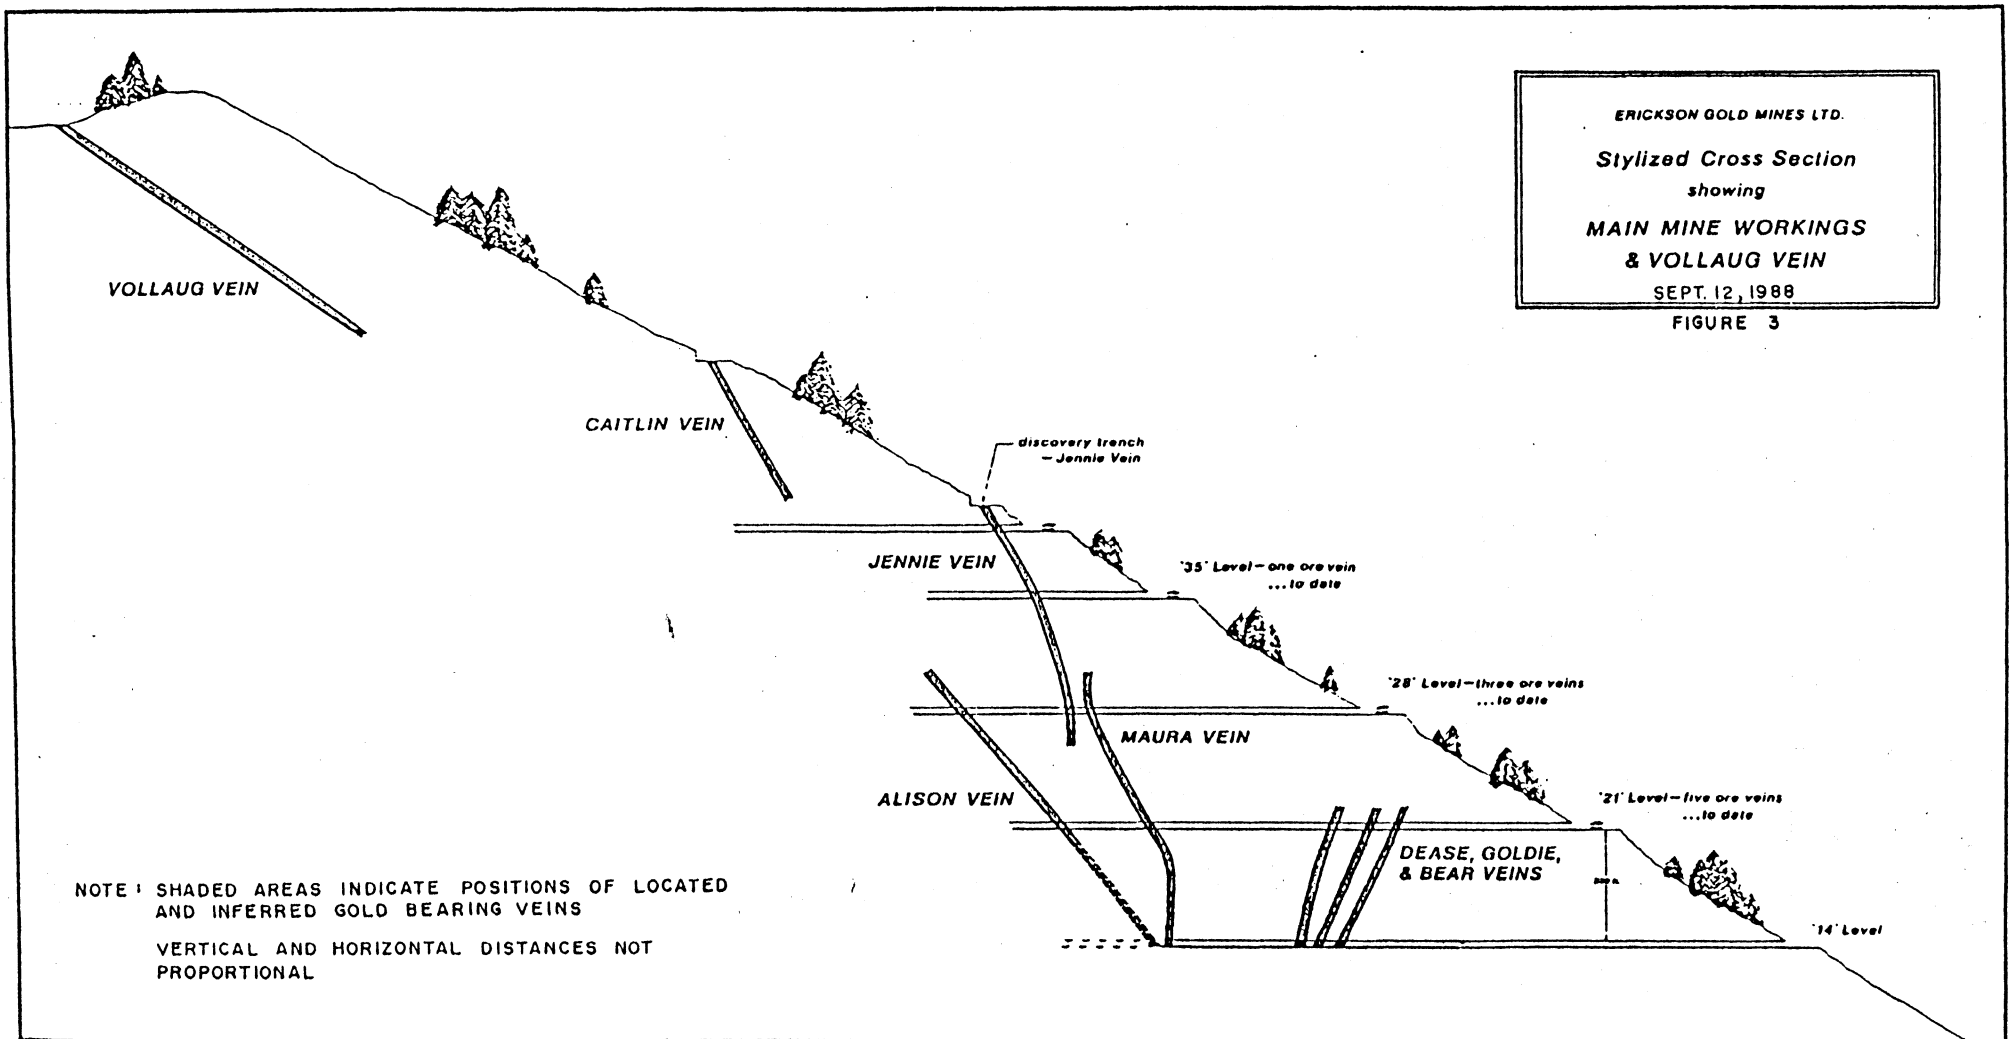 ERICKSON GOLD MINES LTD.
Stylized Cross Section
showing
MAIN MINE WORKINGS
& VOLLAUG VEIN
SEPT. 12, 1988
FIGURE 3
VOLLAUG VEIN
CAITLIN VEIN
discovery trench
— Jennie Vein
JENNIE VEIN
'35' Level — one ore vein
...to date
'28' Level — three ore veins
...to date
MAURA VEIN
ALISON VEIN
'21' Level — five ore veins
...to date
DEASE, GOLDIE,
& BEAR VEINS
'14' Level
NOTE: SHADED AREAS INDICATE POSITIONS OF LOCATED
AND INFERRED GOLD BEARING VEINS
VERTICAL AND HORIZONTAL DISTANCES NOT
PROPORTIONAL